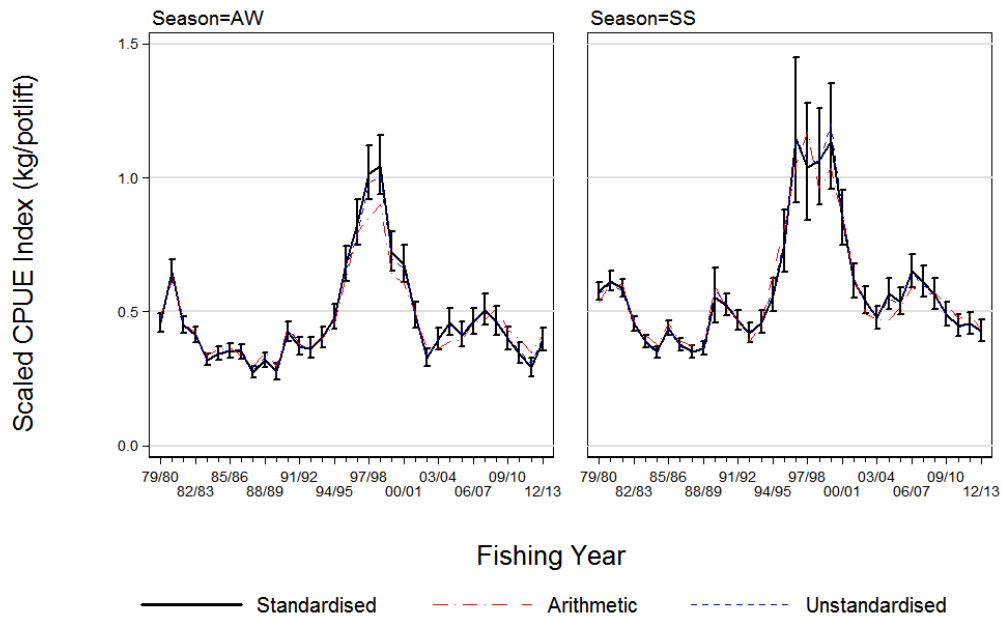 Season=AW
Season=SS
Scaled CPUE Index (kg/potlift)
1.5
1.0
0.5
0.0
79/80 85/86 91/92 97/98 03/04 09/10
82/83 88/89 94/95 00/01 06/07 12/13
79/80 85/86 91/92 97/98 03/04 09/10
82/83 88/89 94/95 00/01 06/07 12/13
Fishing Year
Standardised Arithmetic Unstandardised